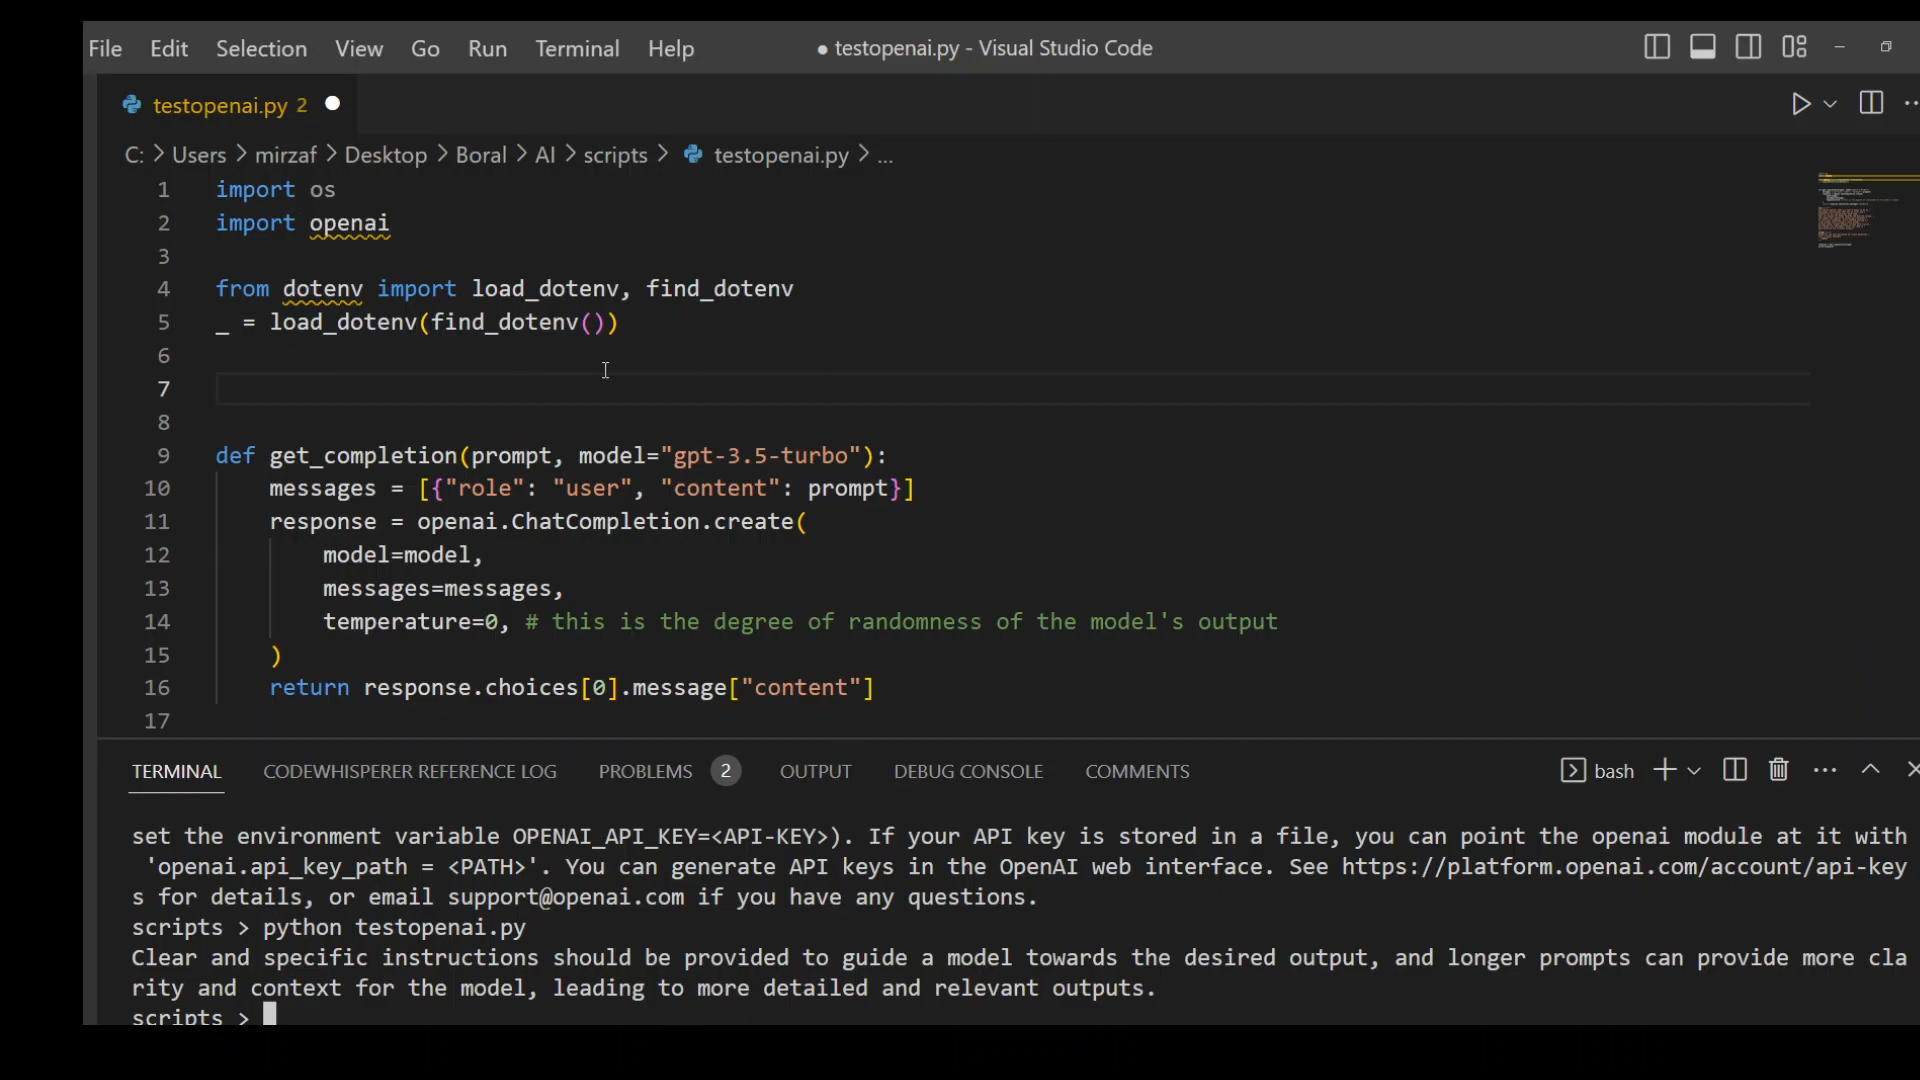 File Edit Selection View Go Run Terminal Help ● testopenai.py - Visual Studio Code
testopenai.py 2
C: > Users > mirzaf > Desktop > Boral > AI > scripts > testopenai.py > ...
1 import os
2 import openai
3
4 from dotenv import load_dotenv, find_dotenv
5 _ = load_dotenv(find_dotenv())
6
7
8
9 def get_completion(prompt, model="gpt-3.5-turbo"):
10 messages = [{"role": "user", "content": prompt}]
11 response = openai.ChatCompletion.create(
12 model=model,
13 messages=messages,
14 temperature=0, # this is the degree of randomness of the model's output
15 )
16 return response.choices[0].message["content"]
17
TERMINAL CODEWHISPERER REFERENCE LOG PROBLEMS 2 OUTPUT DEBUG CONSOLE COMMENTS bash
set the environment variable OPENAI_API_KEY=<API-KEY>). If your API key is stored in a file, you can point the openai module at it with
'openai.api_key_path = <PATH>'. You can generate API keys in the OpenAI web interface. See https://platform.openai.com/account/api-key
s for details, or email support@openai.com if you have any questions.
scripts > python testopenai.py
Clear and specific instructions should be provided to guide a model towards the desired output, and longer prompts can provide more cla
rity and context for the model, leading to more detailed and relevant outputs.
scripts >